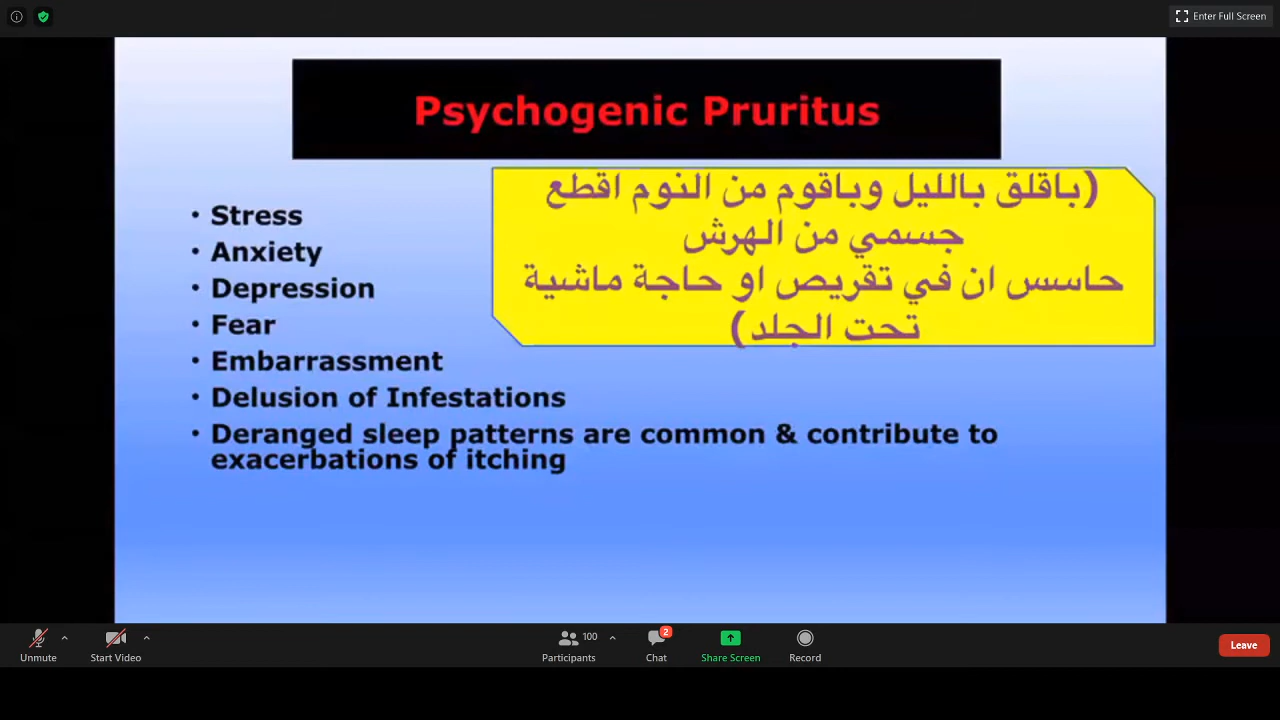 Enter Full Screen
Psychogenic Pruritus
(باقلق بالليل وباقوم من النوم اقطع
جسمي من الهرش
حاسس ان في تقريص او حاجة ماشية
تحت الجلد)
• Stress
• Anxiety
• Depression
• Fear
• Embarrassment
• Delusion of Infestations
• Deranged sleep patterns are common & contribute to
exacerbations of itching
Unmute
Start Video
100
Participants
2
Chat
Share Screen
Record
Leave